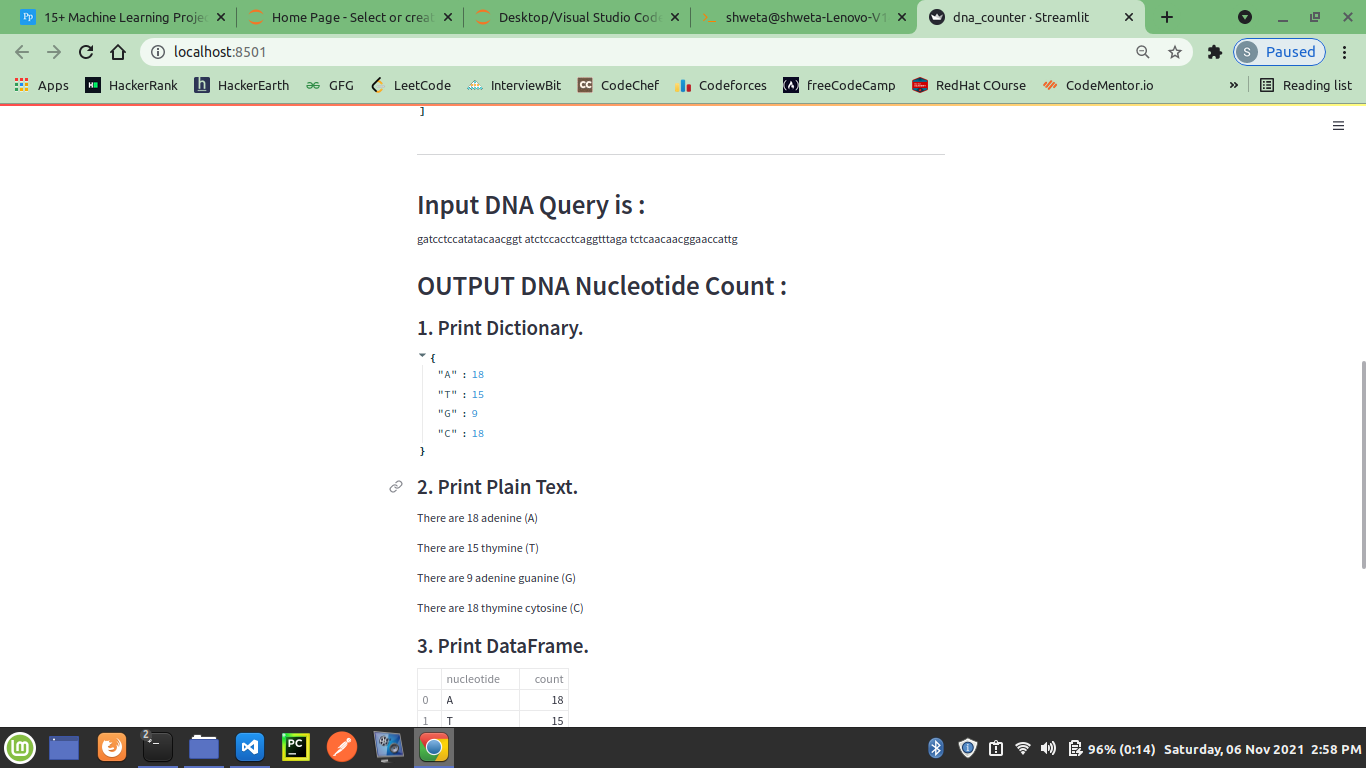 15+ Machine Learning Projec
Home Page - Select or creat
Desktop/Visual Studio Code
shweta@shweta-Lenovo-V1
dna_counter · Streamlit
localhost:8501
S Paused
Apps HackerRank HackerEarth GFG LeetCode InterviewBit CodeChef Codeforces freeCodeCamp RedHat COurse CodeMentor.io » Reading list
]
Input DNA Query is :
gatcctccatatacaacggt atctccacctcaggtttaga tctcaacaacggaaccattg
OUTPUT DNA Nucleotide Count :
1. Print Dictionary.
{
"A" : 18
"T" : 15
"G" : 9
"C" : 18
}
2. Print Plain Text.
There are 18 adenine (A)
There are 15 thymine (T)
There are 9 adenine guanine (G)
There are 18 thymine cytosine (C)
3. Print DataFrame.
nucleotide count
0 A 18
1 T 15
2
96% (0:14) Saturday, 06 Nov 2021 2:58 PM